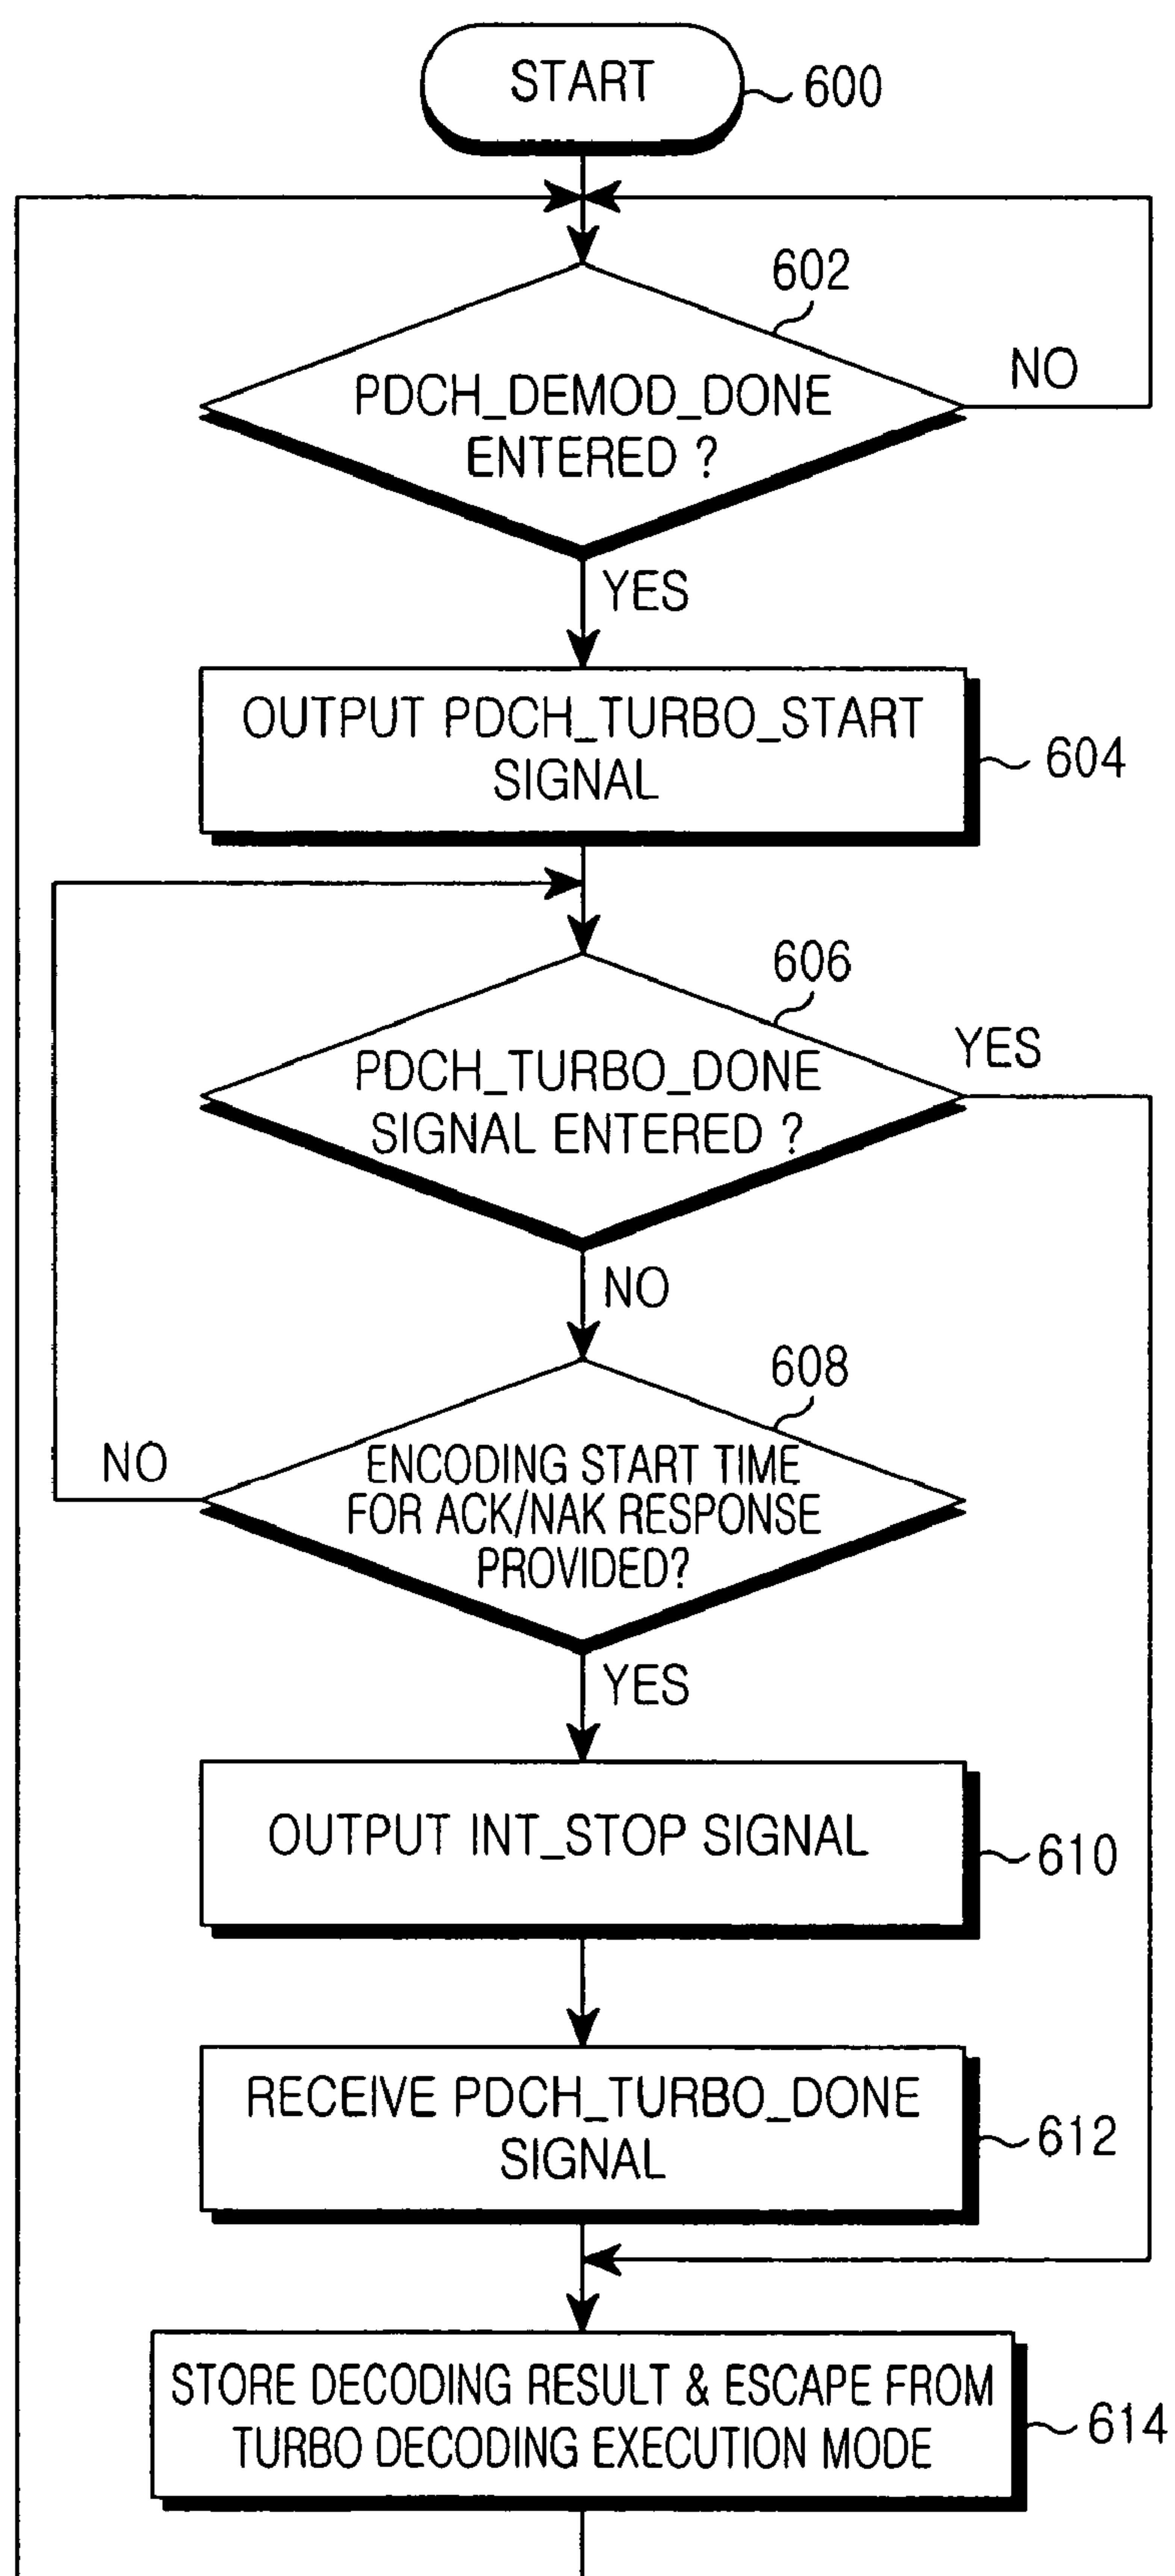 START
600
602
PDCH_DEMOD_DONE
ENTERED ?
NO
YES
OUTPUT PDCH_TURBO_START
SIGNAL
604
606
YES
PDCH_TURBO_DONE
SIGNAL ENTERED ?
NO
608
NO
ENCODING START TIME
FOR ACK/NAK RESPONSE
PROVIDED?
YES
OUTPUT INT_STOP SIGNAL
610
RECEIVE PDCH_TURBO_DONE
SIGNAL
612
STORE DECODING RESULT & ESCAPE FROM
TURBO DECODING EXECUTION MODE
614